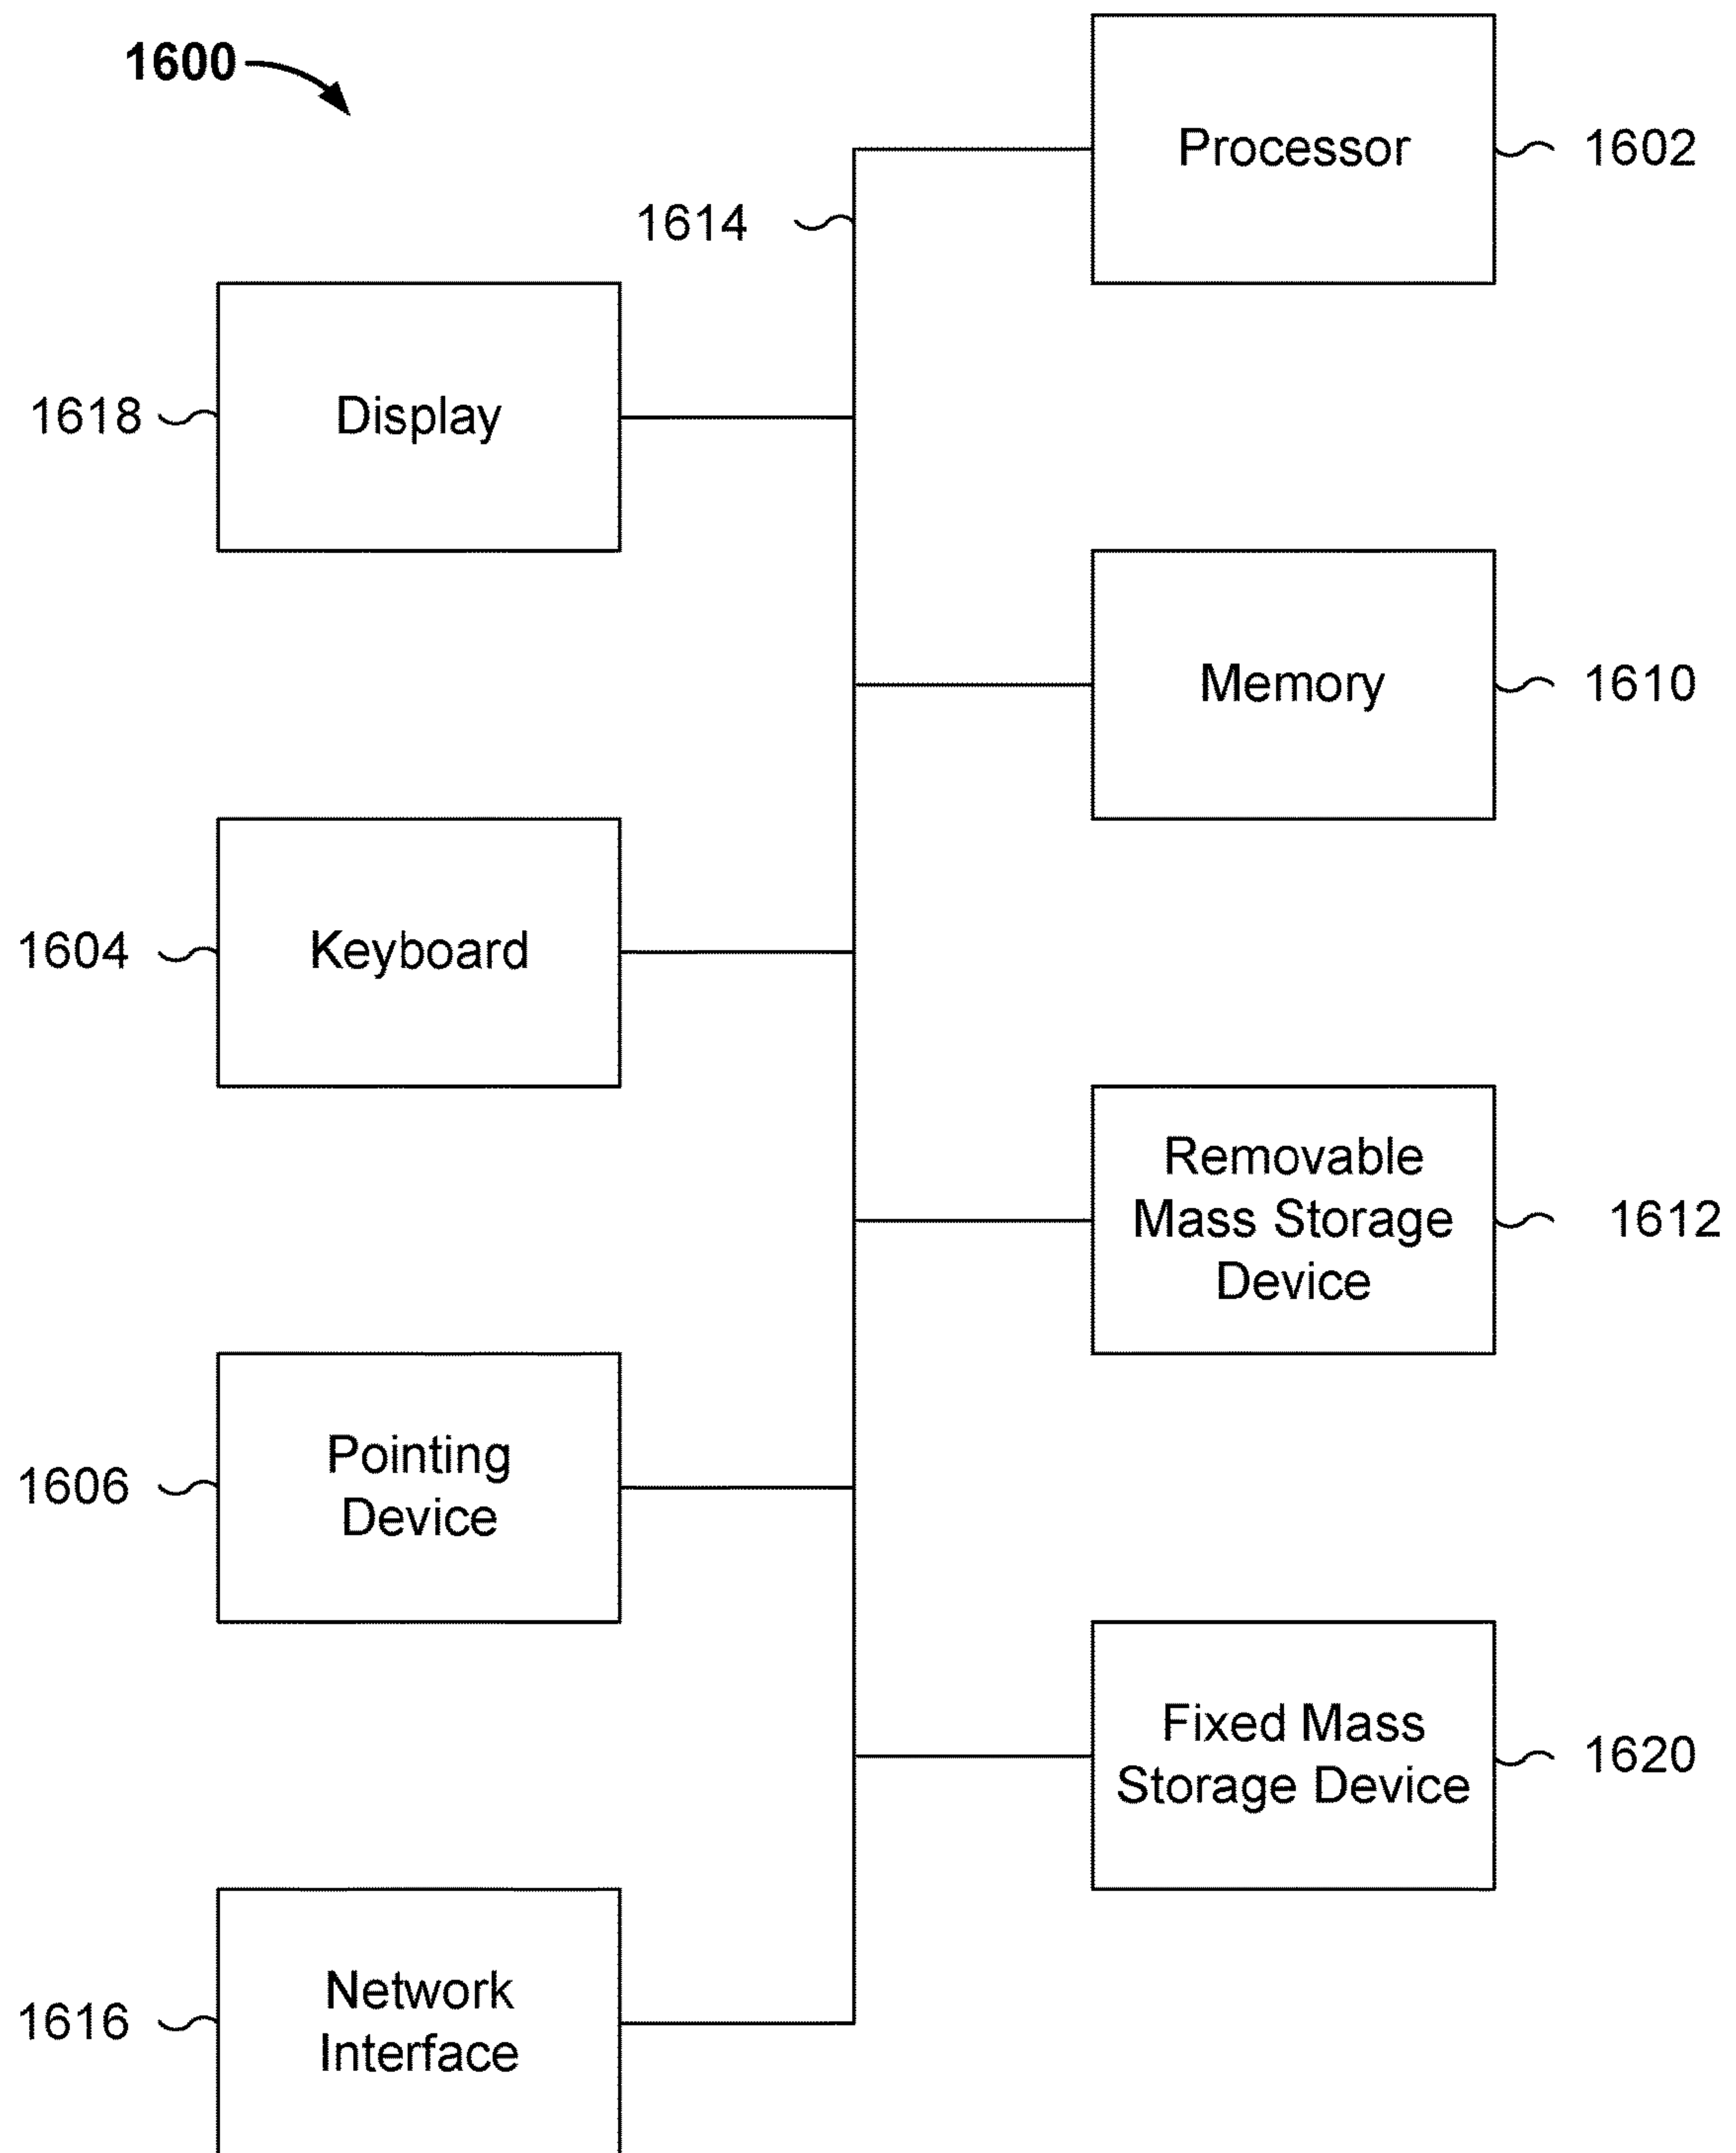 1600
Processor
1602
1614
1618
Display
Memory
1610
1604
Keyboard
Removable
Mass Storage
Device
1612
1606
Pointing
Device
Fixed Mass
Storage Device
1620
1616
Network
Interface